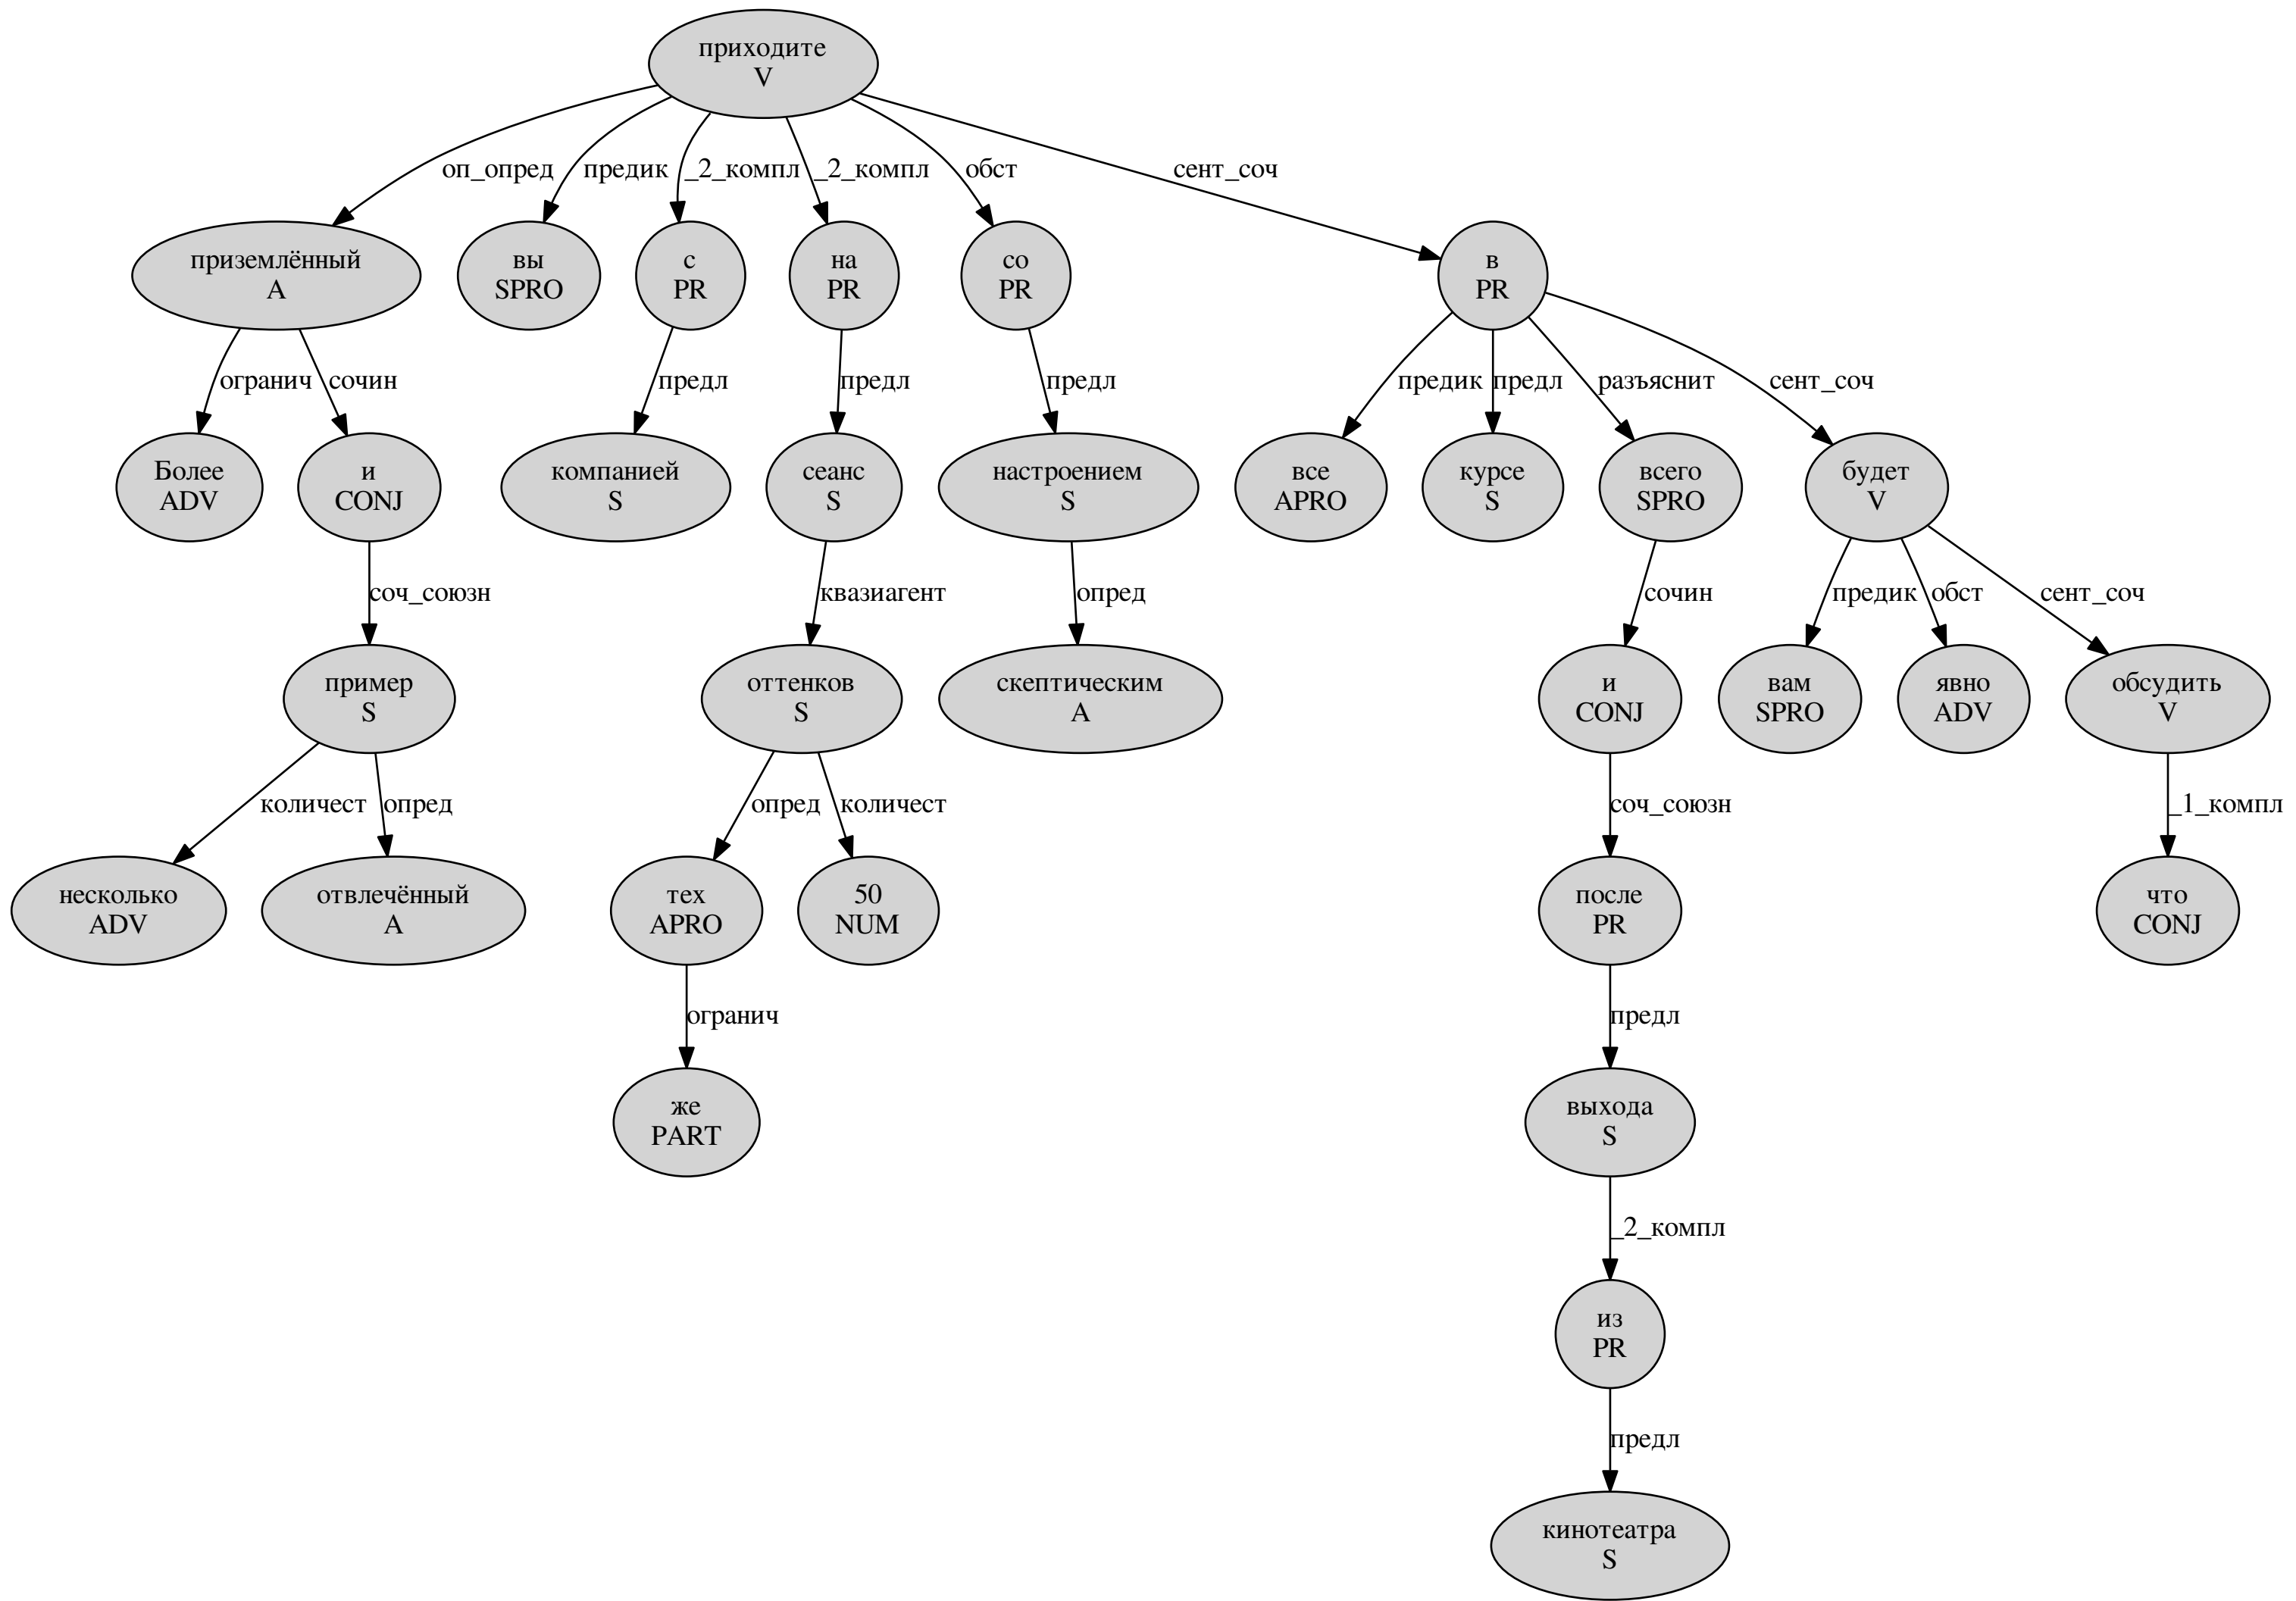 приходите
V
оп_опред
предик
_2_компл
_2_компл
обст
сент_соч
приземлённый
A
вы
SPRO
с
PR
на
PR
со
PR
в
PR
огранич
сочин
предл
предл
предл
предик
предл
разъяснит
сент_соч
Более
ADV
и
CONJ
компанией
S
сеанс
S
настроением
S
все
APRO
курсе
S
всего
SPRO
будет
V
соч_союзн
квазиагент
опред
сочин
предик
обст
сент_соч
пример
S
оттенков
S
скептическим
A
и
CONJ
вам
SPRO
явно
ADV
обсудить
V
количест
опред
опред
количест
соч_союзн
_1_компл
несколько
ADV
отвлечённый
A
тех
APRO
50
NUM
после
PR
что
CONJ
огранич
предл
же
PART
выхода
S
_2_компл
из
PR
предл
кинотеатра
S